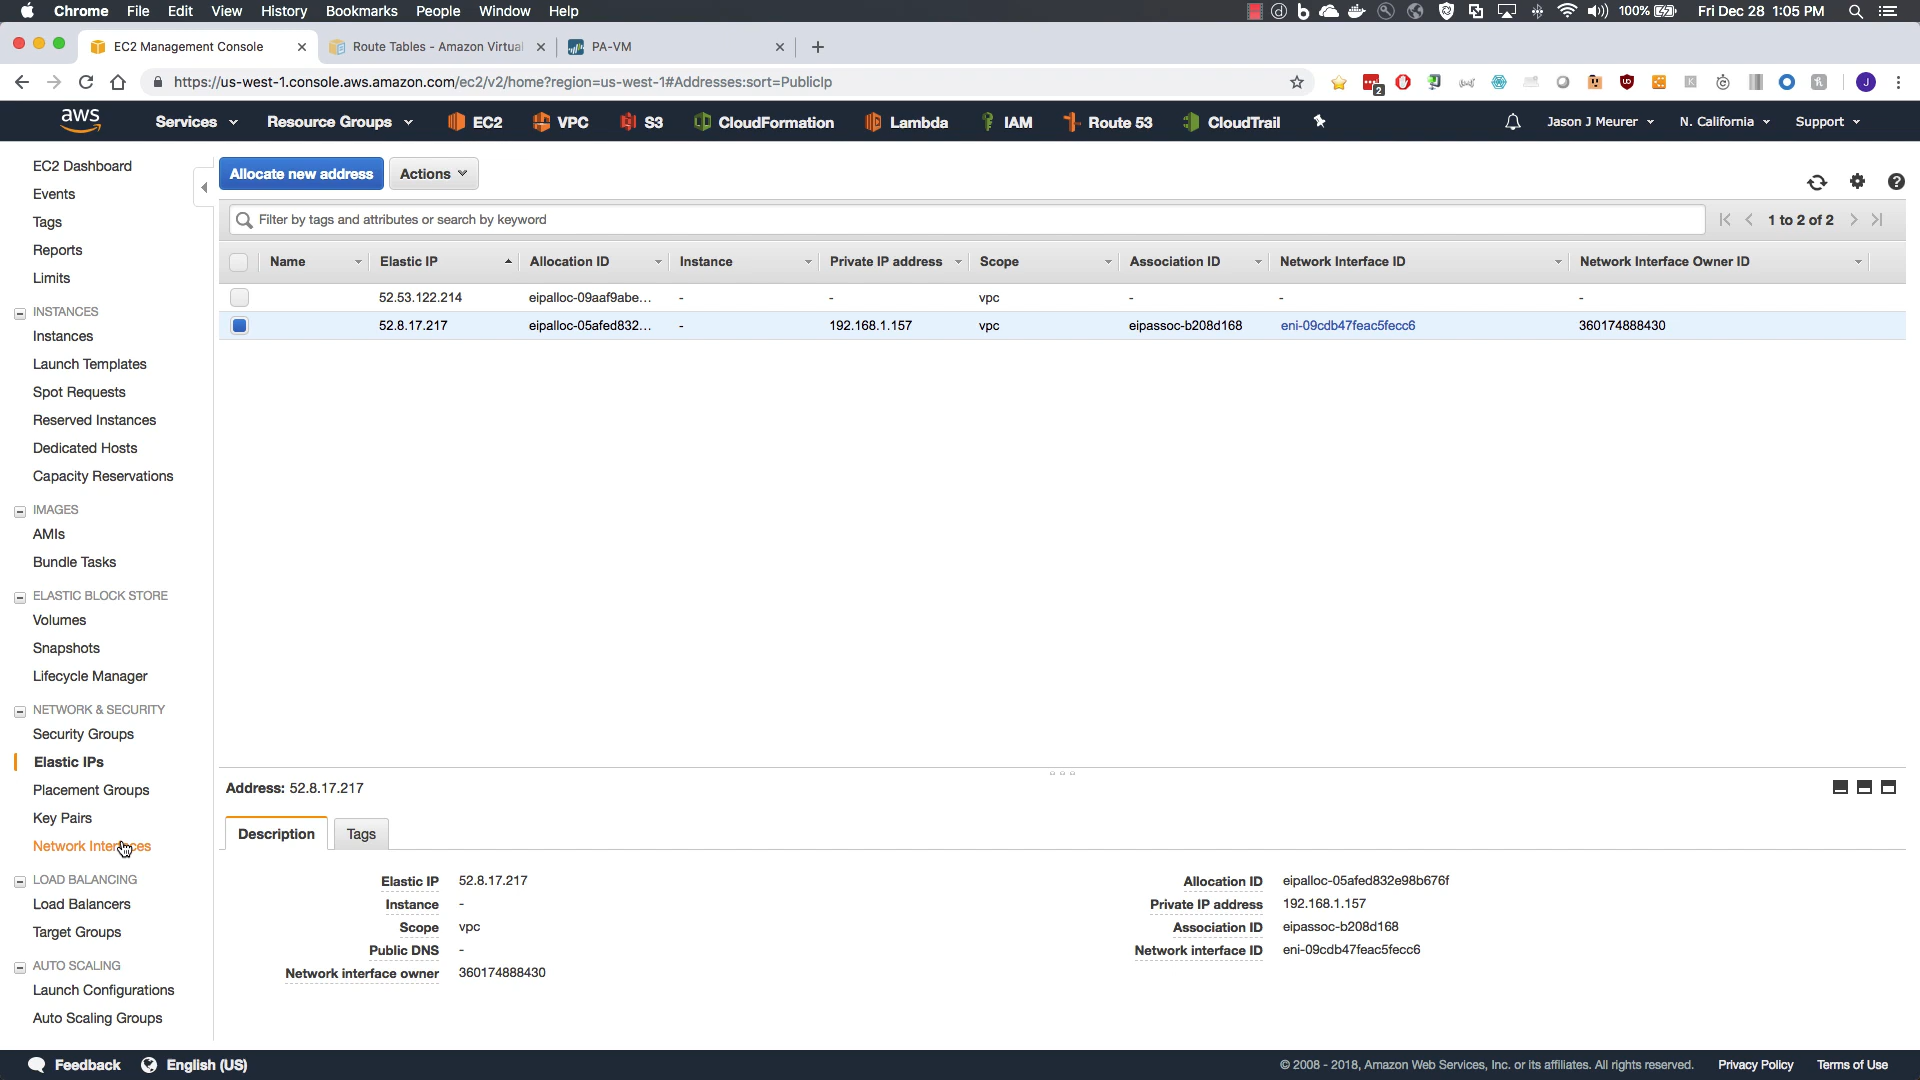 Chrome File Edit View History Bookmarks People Window Help 100% Fri Dec 28 1:05 PM
EC2 Management Console Route Tables - Amazon Virtual PA-VM
https://us-west-1.console.aws.amazon.com/ec2/v2/home?region=us-west-1#Addresses:sort=PublicIp
aws Services Resource Groups EC2 VPC S3 CloudFormation Lambda IAM Route 53 CloudTrail Jason J Meurer N. California Support
EC2 Dashboard
Events
Tags
Reports
Limits
INSTANCES
Instances
Launch Templates
Spot Requests
Reserved Instances
Dedicated Hosts
Capacity Reservations
IMAGES
AMIs
Bundle Tasks
ELASTIC BLOCK STORE
Volumes
Snapshots
Lifecycle Manager
NETWORK & SECURITY
Security Groups
Elastic IPs
Placement Groups
Key Pairs
Network Interfaces
LOAD BALANCING
Load Balancers
Target Groups
AUTO SCALING
Launch Configurations
Auto Scaling Groups
Allocate new address Actions
Filter by tags and attributes or search by keyword 1 to 2 of 2
Name Elastic IP Allocation ID Instance Private IP address Scope Association ID Network Interface ID Network Interface Owner ID
52.53.122.214 eipalloc-09aaf9abe... - - vpc - - -
52.8.17.217 eipalloc-05afed832... - 192.168.1.157 vpc eipassoc-b208d168 eni-09cdb47feac5fecc6 360174888430
Address: 52.8.17.217
Description Tags
Elastic IP 52.8.17.217 Allocation ID eipalloc-05afed832e98b676f
Instance - Private IP address 192.168.1.157
Scope vpc Association ID eipassoc-b208d168
Public DNS - Network interface ID eni-09cdb47feac5fecc6
Network interface owner 360174888430
Feedback English (US) © 2008 - 2018, Amazon Web Services, Inc. or its affiliates. All rights reserved. Privacy Policy Terms of Use